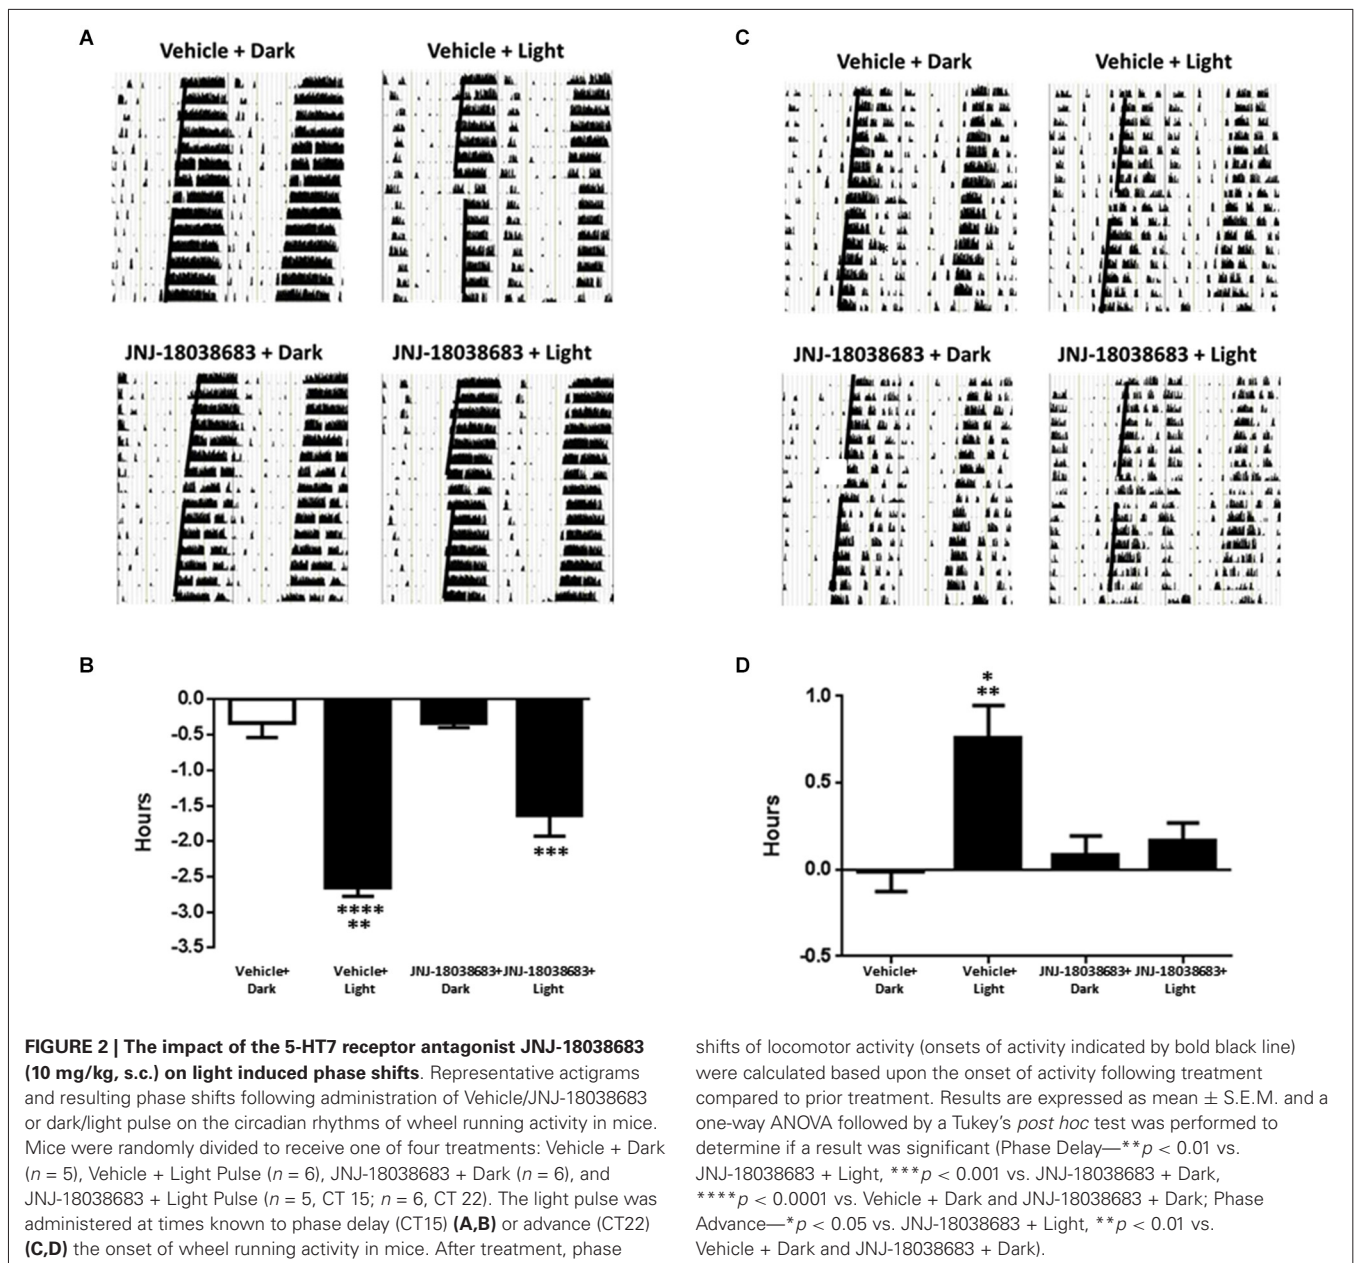 A
Vehicle + Dark
Vehicle + Light
JNJ-18038683 + Dark
JNJ-18038683 + Light
B
0.0
-0.5
-1.0
-1.5
-2.0
-2.5
-3.0
-3.5
Hours
****
**
***
Vehicle+
Dark
Vehicle+
Light
JNJ-18038683+
Dark
JNJ-18038683+
Light
C
Vehicle + Dark
Vehicle + Light
*
JNJ-18038683 + Dark
JNJ-18038683 + Light
D
1.0
0.5
0.0
-0.5
Hours
*
**
Vehicle+
Dark
Vehicle+
Light
JNJ-18038683+
Dark
JNJ-18038683+
Light
FIGURE 2 | The impact of the 5-HT7 receptor antagonist JNJ-18038683
(10 mg/kg, s.c.) on light induced phase shifts. Representative actigrams
and resulting phase shifts following administration of Vehicle/JNJ-18038683
or dark/light pulse on the circadian rhythms of wheel running activity in mice.
Mice were randomly divided to receive one of four treatments: Vehicle + Dark
(n = 5), Vehicle + Light Pulse (n = 6), JNJ-18038683 + Dark (n = 6), and
JNJ-18038683 + Light Pulse (n = 5, CT 15; n = 6, CT 22). The light pulse was
administered at times known to phase delay (CT15) (A,B) or advance (CT22)
(C,D) the onset of wheel running activity in mice. After treatment, phase
shifts of locomotor activity (onsets of activity indicated by bold black line)
were calculated based upon the onset of activity following treatment
compared to prior treatment. Results are expressed as mean ± S.E.M. and a
one-way ANOVA followed by a Tukey's post hoc test was performed to
determine if a result was significant (Phase Delay—**p < 0.01 vs.
JNJ-18038683 + Light, ***p < 0.001 vs. JNJ-18038683 + Dark,
****p < 0.0001 vs. Vehicle + Dark and JNJ-18038683 + Dark; Phase
Advance—*p < 0.05 vs. JNJ-18038683 + Light, **p < 0.01 vs.
Vehicle + Dark and JNJ-18038683 + Dark).